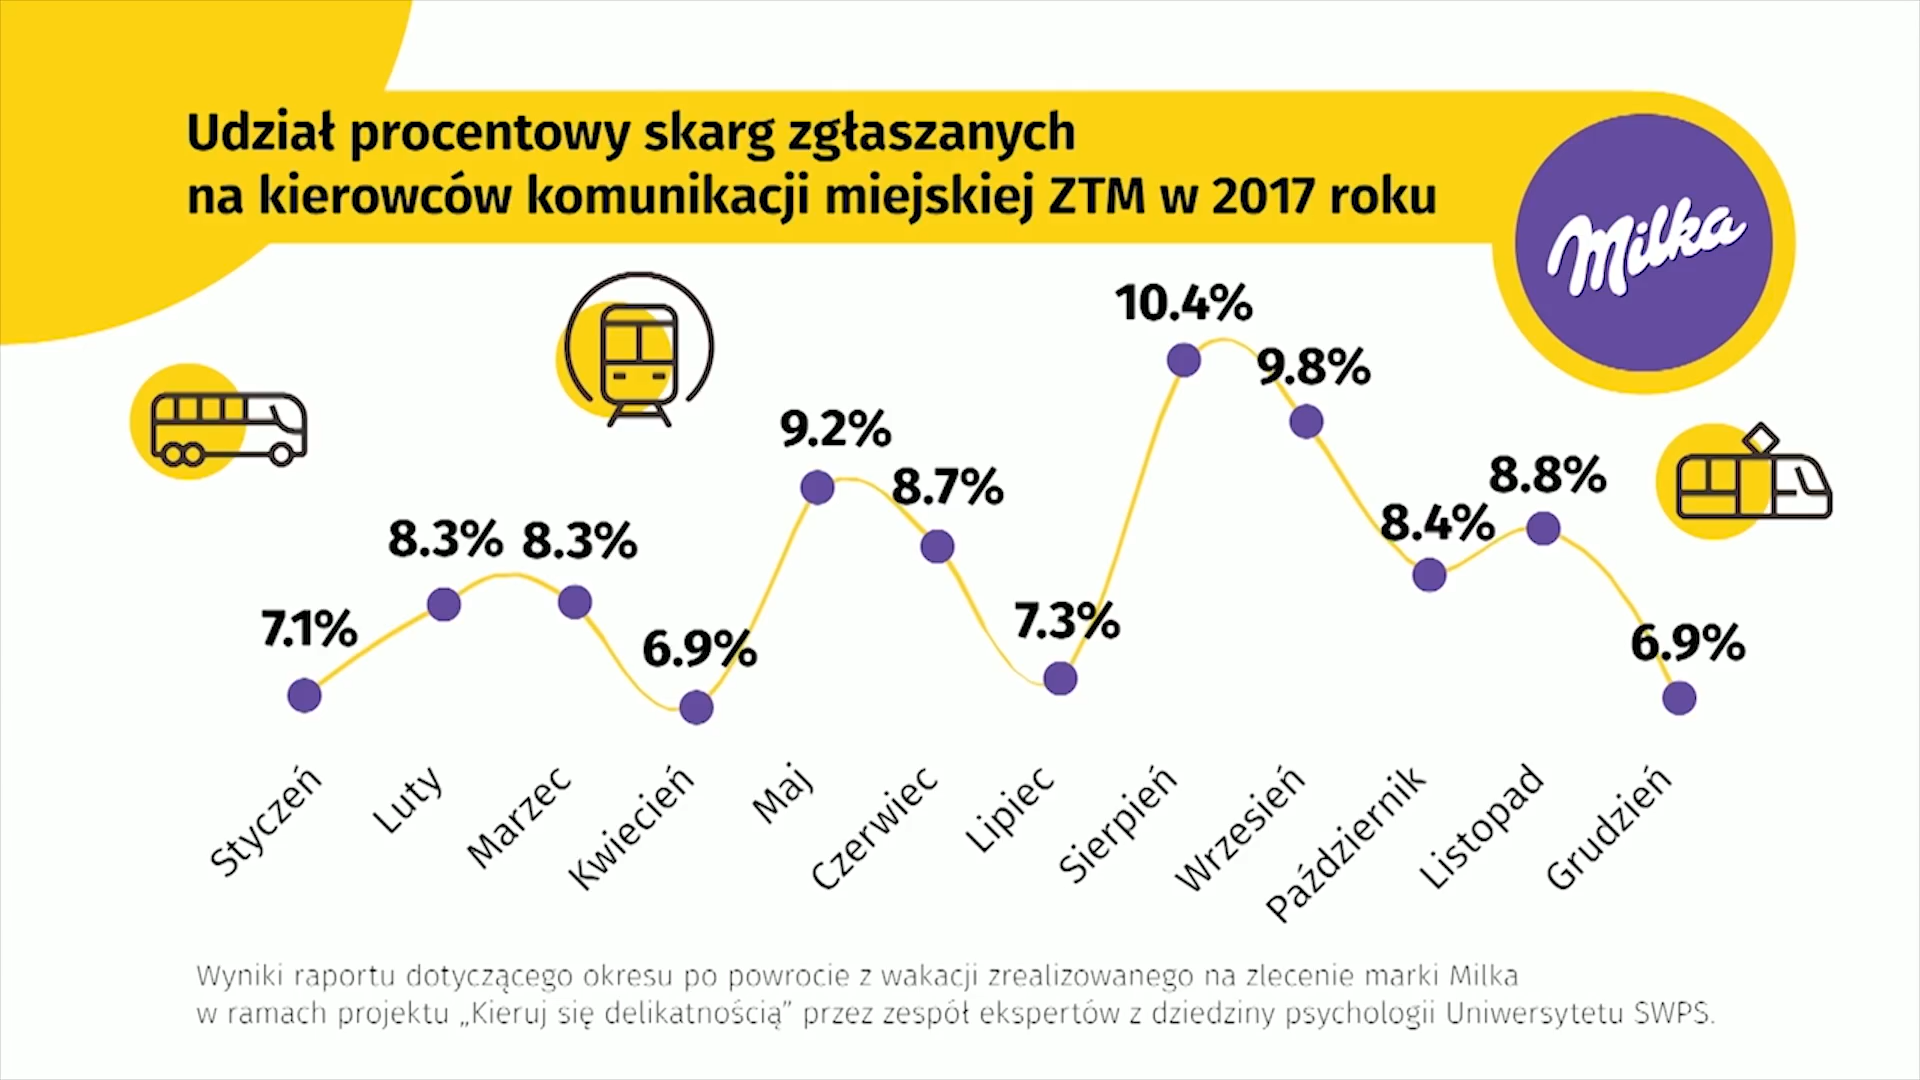 Udział procentowy skarg zgłaszanych
na kierowców komunikacji miejskiej ZTM w 2017 roku
Milka
7.1%
8.3%
8.3%
6.9%
9.2%
8.7%
7.3%
10.4%
9.8%
8.4%
8.8%
6.9%
Styczeń
Luty
Marzec
Kwiecień
Maj
Czerwiec
Lipiec
Sierpień
Wrzesień
Październik
Listopad
Grudzień
Wyniki raportu dotyczącego okresu po powrocie z wakacji zrealizowanego na zlecenie marki Milka
w ramach projektu „Kieruj się delikatnością” przez zespół ekspertów z dziedziny psychologii Uniwersytetu SWPS.